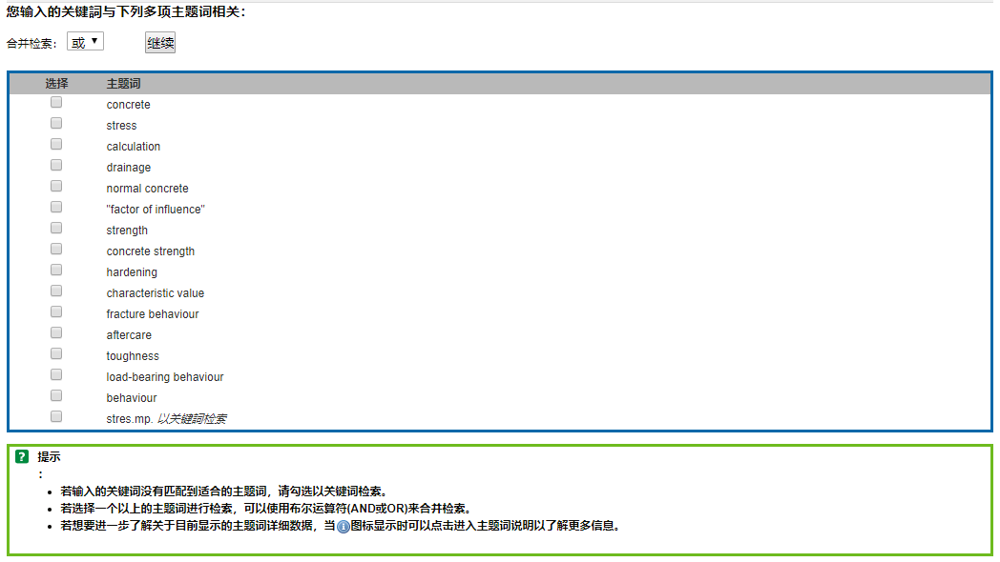 您输入的关键詞与下列多项主题词相关：
合并检索： 或 继续
选择 主题词
concrete
stress
calculation
drainage
normal concrete
"factor of influence"
strength
concrete strength
hardening
characteristic value
fracture behaviour
aftercare
toughness
load-bearing behaviour
behaviour
stres.mp. 以关键詞检索
? 提示
：
• 若输入的关键词没有匹配到适合的主题词，请勾选以关键词检索。
• 若选择一个以上的主题词进行检索，可以使用布尔运算符(AND或OR)来合并检索。
• 若想要进一步了解关于目前显示的主题词详细数据，当i图标显示时可以点击进入主题词说明以了解更多信息。